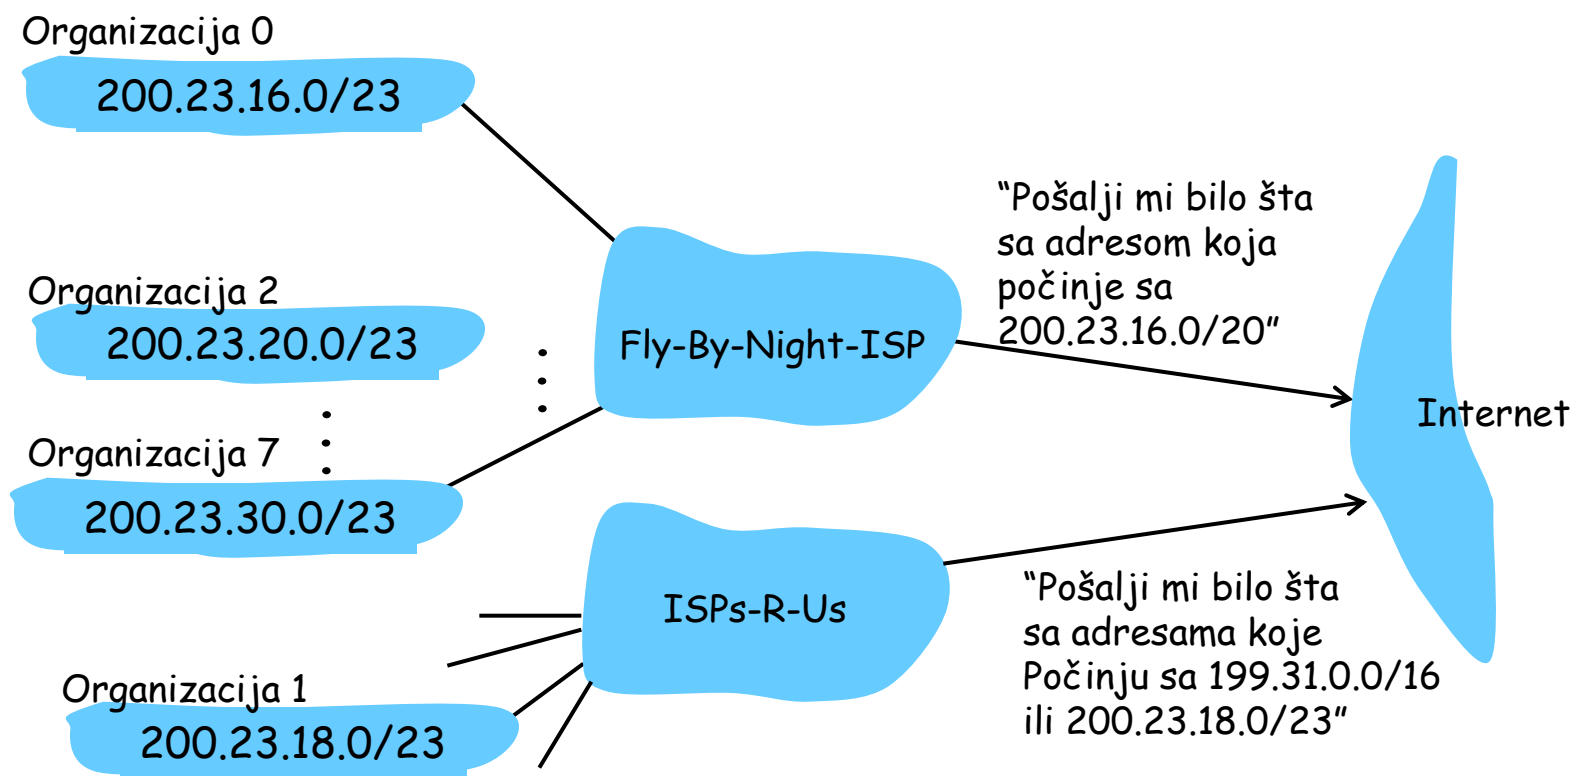 Organizacija 0
200.23.16.0/23
Organizacija 2
200.23.20.0/23
Organizacija 7
200.23.30.0/23
Fly-By-Night-ISP
"Pošalji mi bilo šta
sa adresom koja
počinje sa
200.23.16.0/20"
Internet
ISPs-R-Us
Organizacija 1
200.23.18.0/23
"Pošalji mi bilo šta
sa adresama koje
Počinju sa 199.31.0.0/16
ili 200.23.18.0/23"